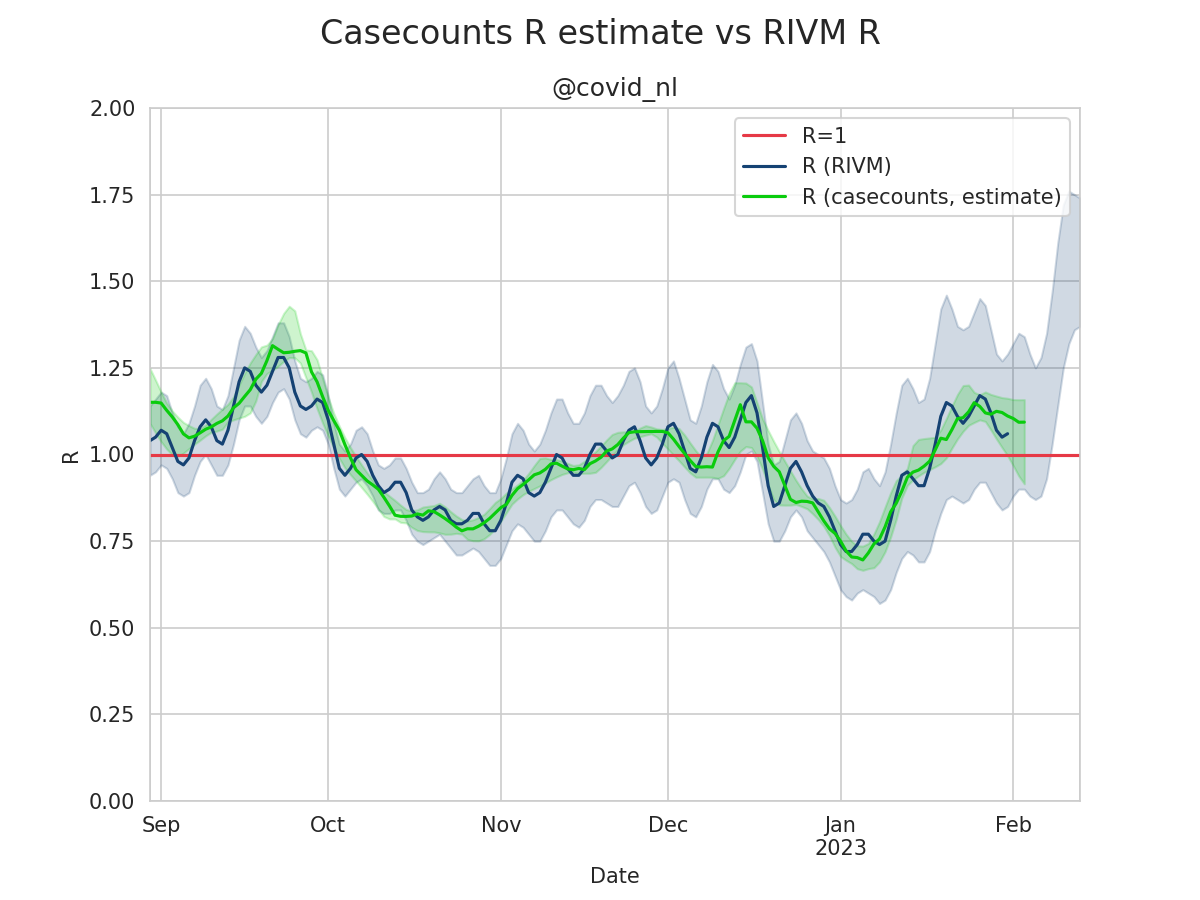 Casecounts R estimate vs RIVM R
@covid_nl
2.00
1.75
1.50
1.25
1.00
0.75
0.50
0.25
0.00
R
R=1
R (RIVM)
R (casecounts, estimate)
Sep Oct Nov Dec Jan Feb
2023
Date